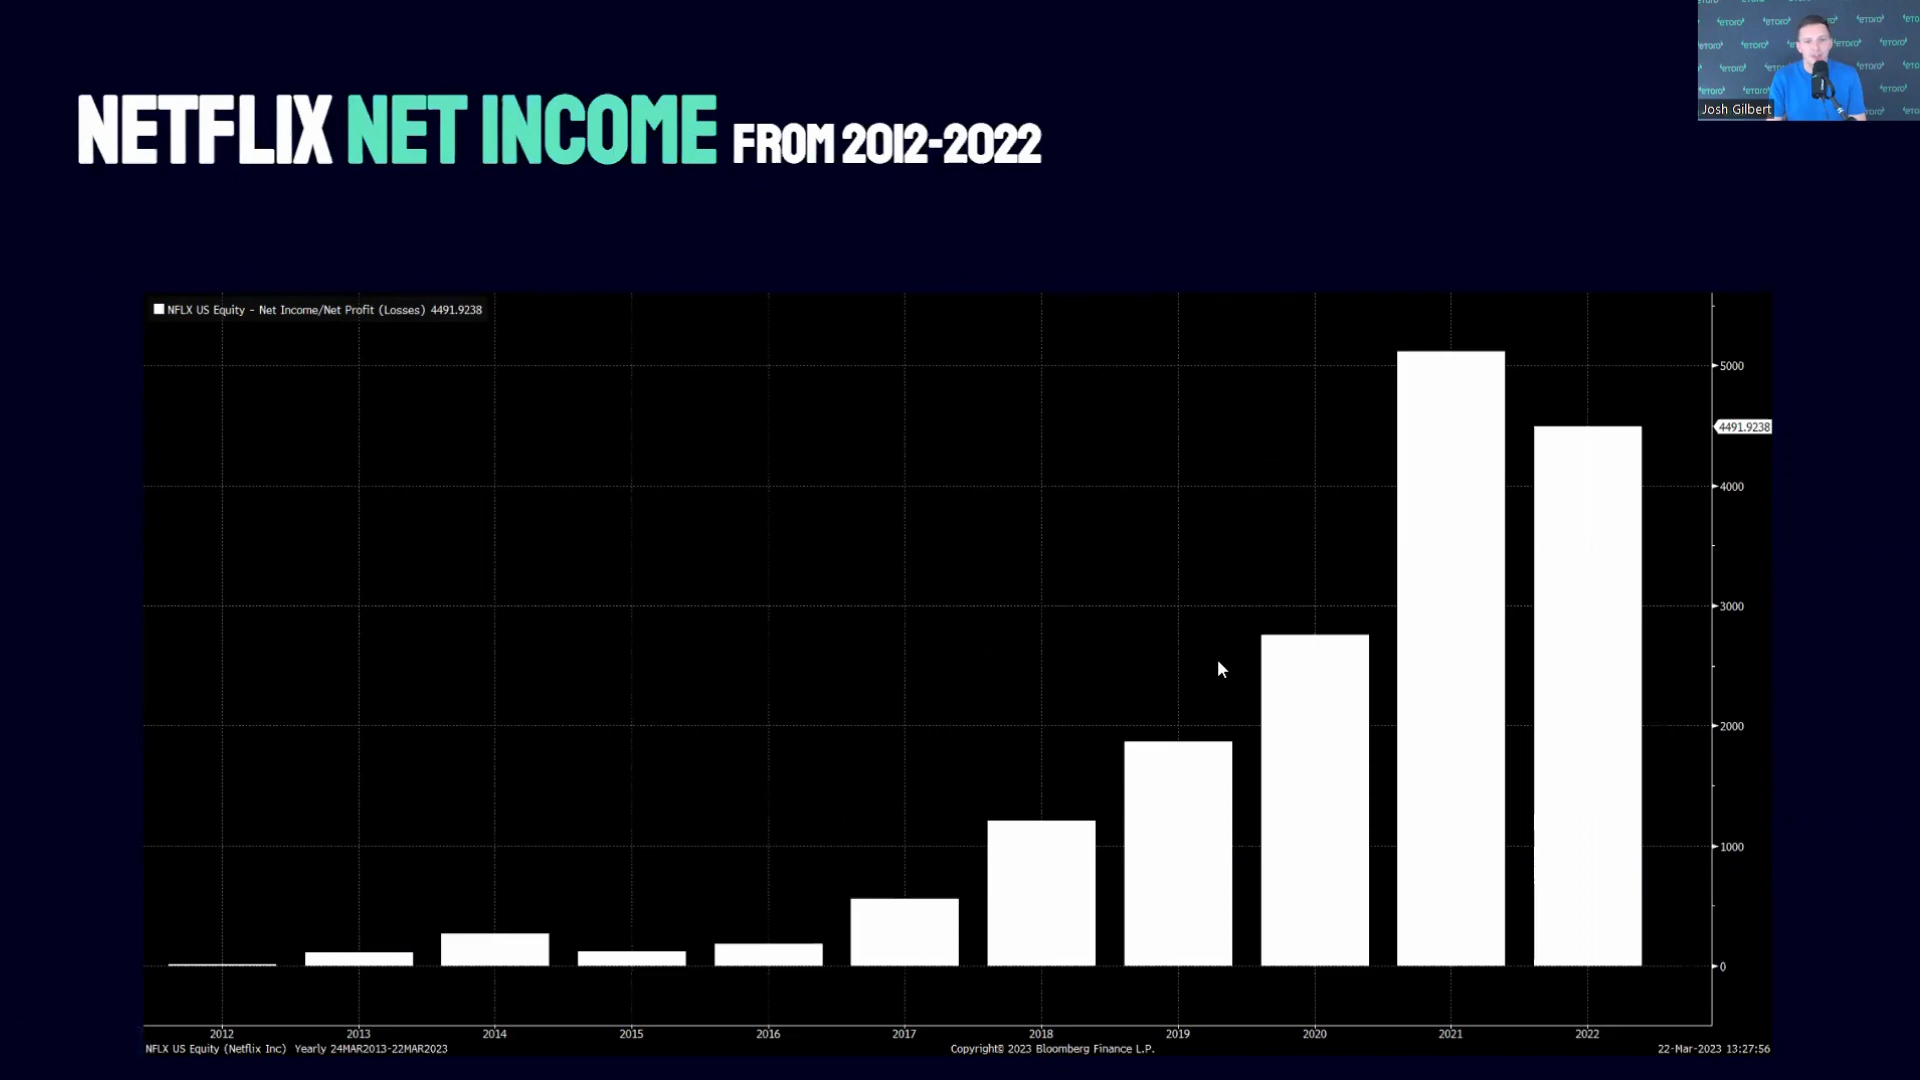 NETFLIX NET INCOME FROM 2012-2022
eTORO
Josh Gilbert
NFLX US Equity - Net Income/Net Profit (Losses) 4491.9238
5000
4491.9238
4000
3000
2000
1000
0
2012 2013 2014 2015 2016 2017 2018 2019 2020 2021 2022
NFLX US Equity (Netflix Inc) Yearly 24MAR2013-22MAR2023 Copyright© 2023 Bloomberg Finance L.P. 22-Mar-2023 13:27:56